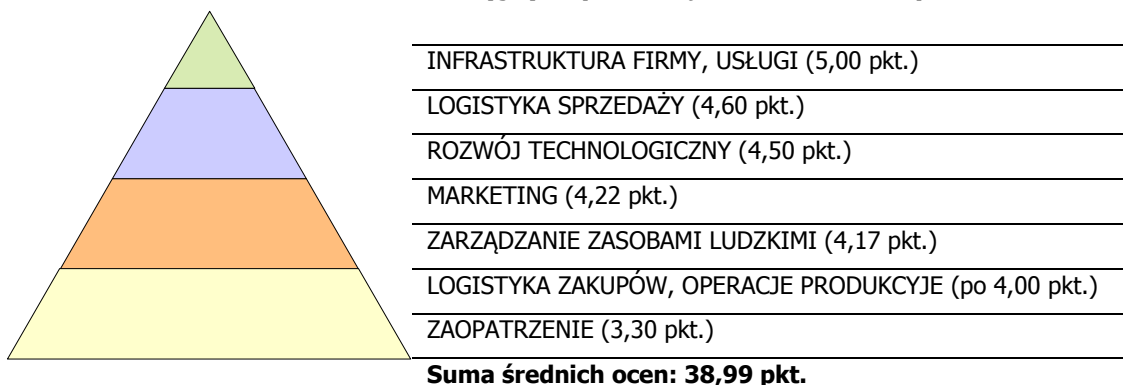 INFRASTRUKTURA FIRMY, USŁUGI (5,00 pkt.)
LOGISTYKA SPRZEDAŻY (4,60 pkt.)
ROZWÓJ TECHNOLOGICZNY (4,50 pkt.)
MARKETING (4,22 pkt.)
ZARZĄDZANIE ZASOBAMI LUDZKIMI (4,17 pkt.)
LOGISTYKA ZAKUPÓW, OPERACJE PRODUKCYJE (po 4,00 pkt.)
ZAOPATRZENIE (3,30 pkt.)
Suma średnich ocen: 38,99 pkt.